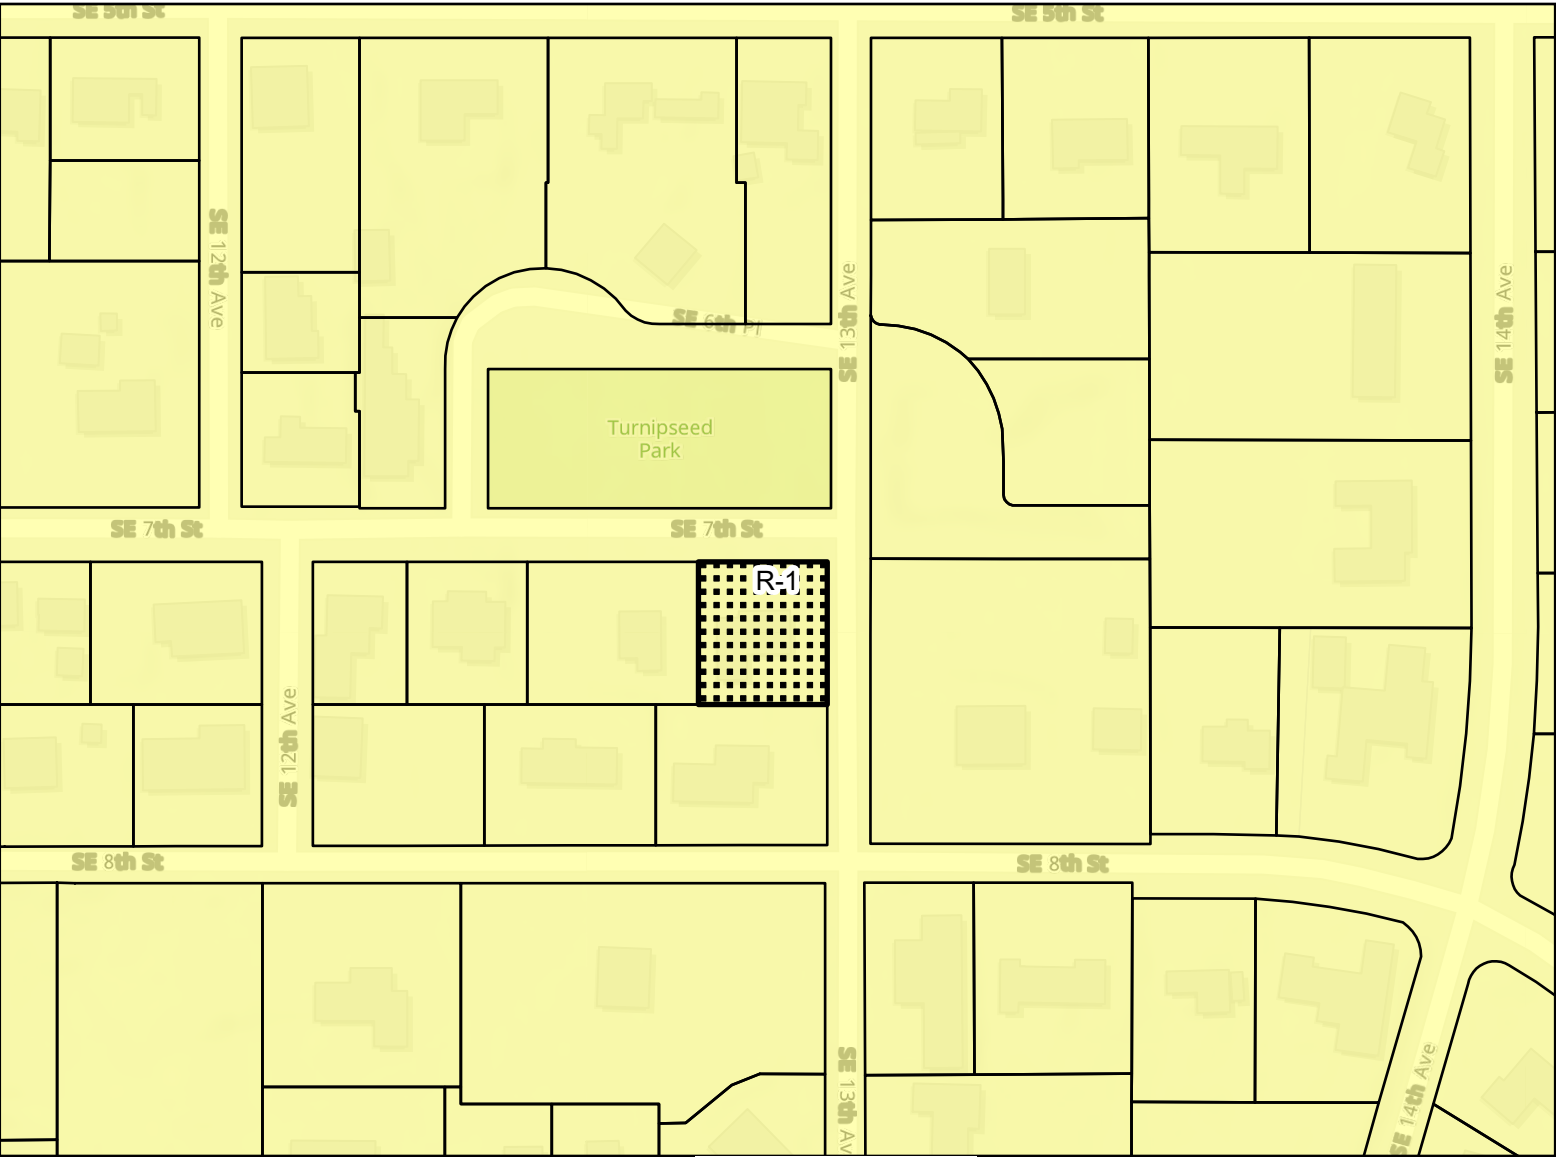 SE 5th St
SE 5th St
SE 12th Ave
SE 13th Ave
SE 14th Ave
SE 6th Pl
Turnipseed
Park
SE 7th St
SE 7th St
R-1
SE 12th Ave
SE 8th St
SE 8th St
SE 13th Av
SE 14th Ave